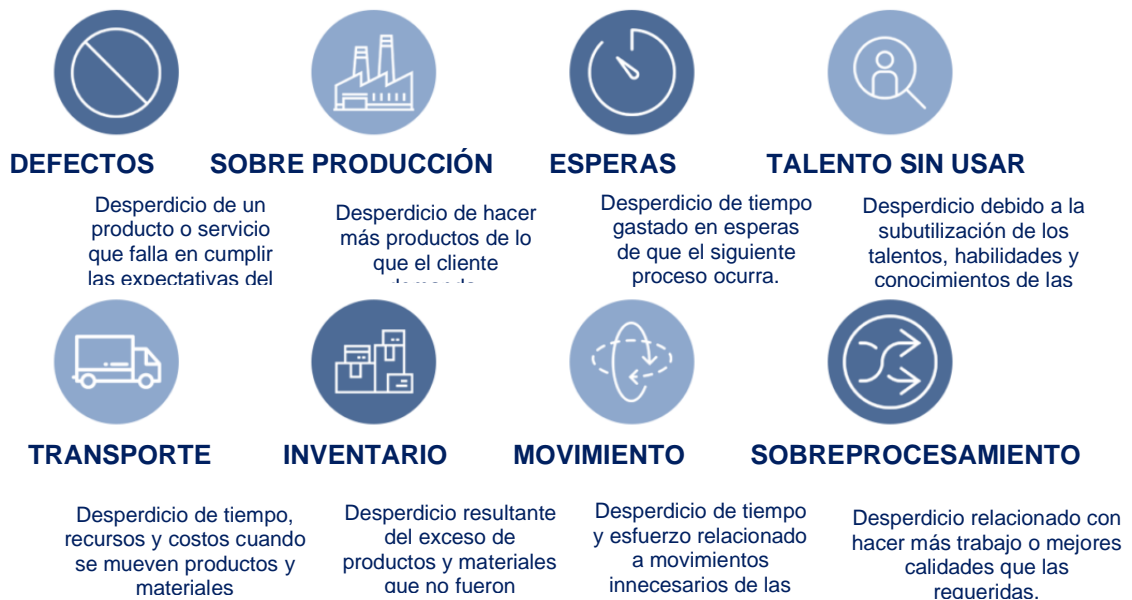 DEFECTOS
Desperdicio de un
producto o servicio
que falla en cumplir
las expectativas del
SOBRE PRODUCCIÓN
Desperdicio de hacer
más productos de lo
que el cliente
demanda
ESPERAS
Desperdicio de tiempo
gastado en esperas
de que el siguiente
proceso ocurra.
TALENTO SIN USAR.
Desperdicio debido a la
subutilización de los
talentos, habilidades y
conocimientos de las
TRANSPORTE
Desperdicio de tiempo,
recursos y costos cuando
se mueven productos y
materiales
INVENTARIO
Desperdicio resultante
del exceso de
productos y materiales
que no fueron
MOVIMIENTO
Desperdicio de tiempo
y esfuerzo relacionado
a movimientos
innecesarios de las
SOBREPROCESAMIENTO
Desperdicio relacionado con
hacer más trabajo o mejores
calidades que las
requeridas.